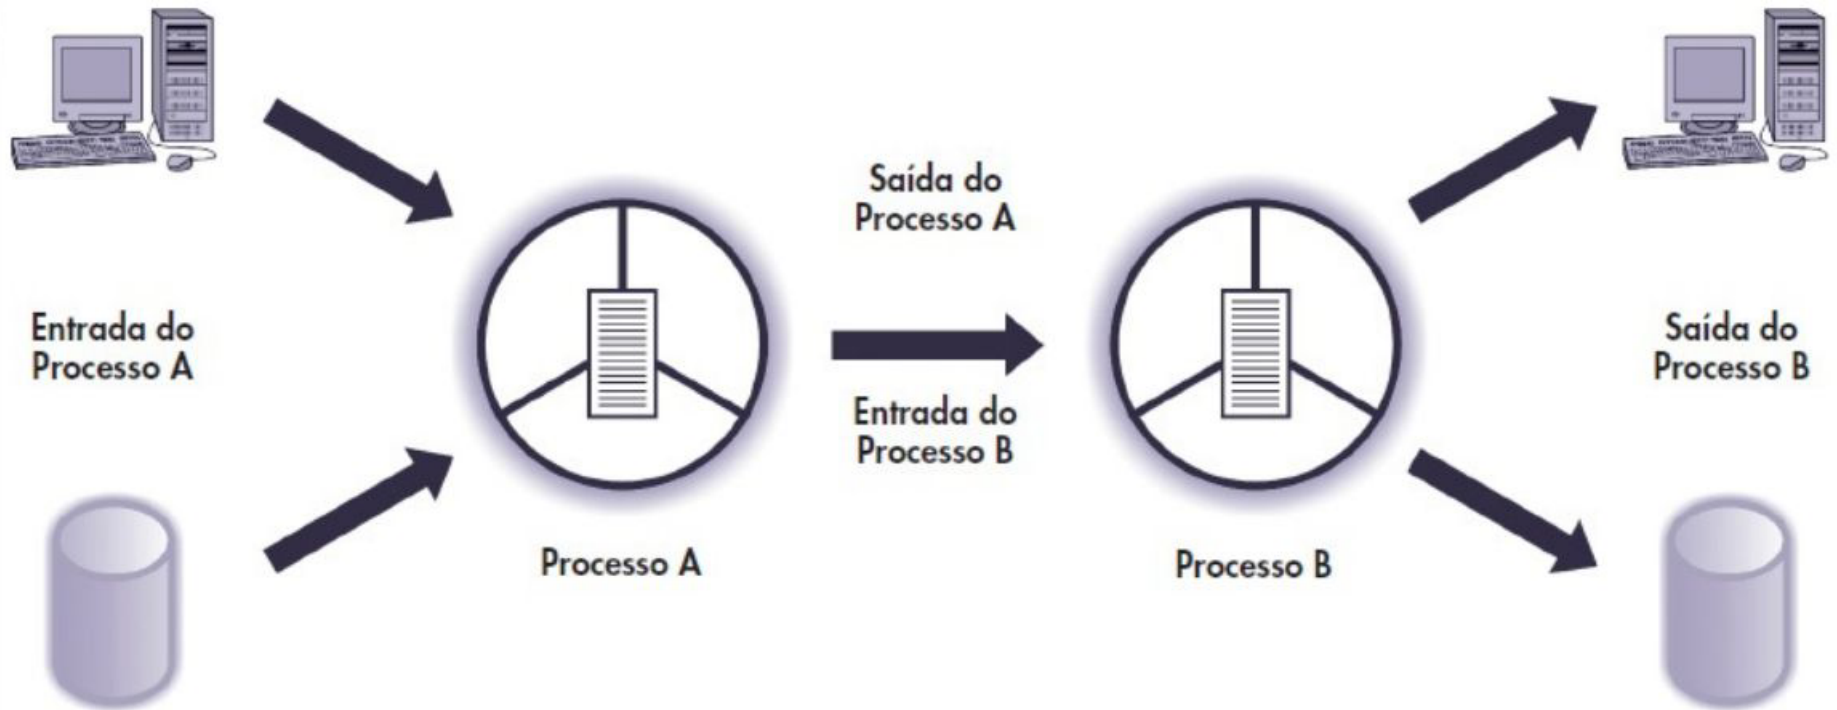 Entrada do
Processo A
Processo A
Saída do
Processo A
Entrada do
Processo B
Processo B
Saída do
Processo B